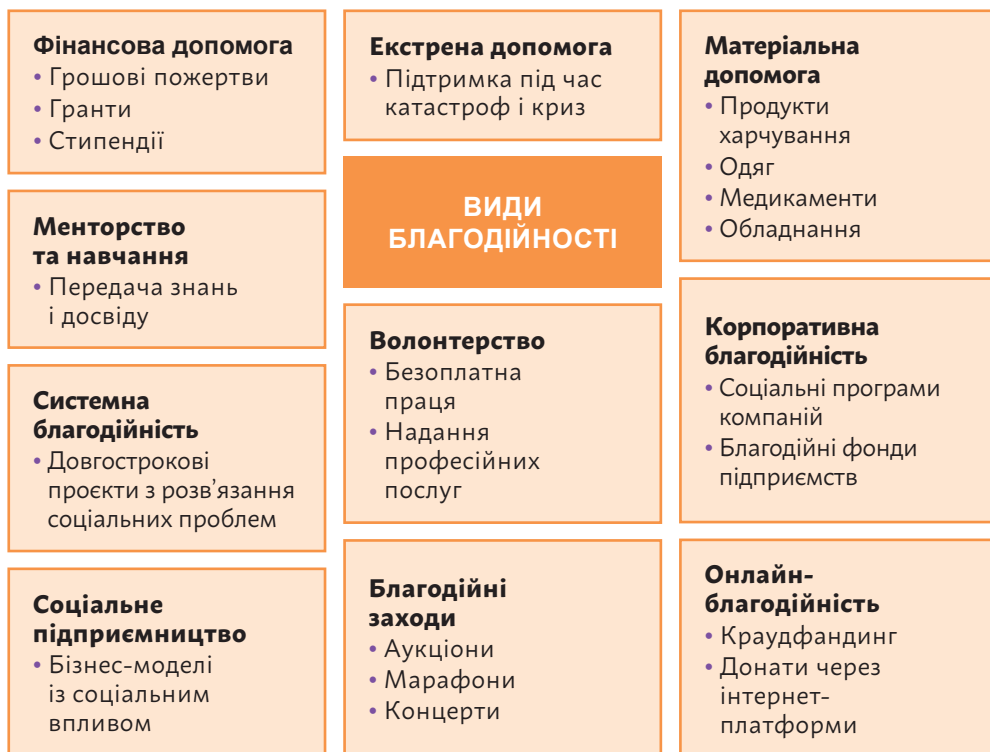 Фінансова допомога
• Грошові пожертви
• Гранти
• Стипендії
Менторство
та навчання
• Передача знань
і досвіду
Системна
благодійність
• Довгострокові
проєкти з розв'язання
соціальних проблем
Соціальне
підприємництво
• Бізнес-моделі
із соціальним
впливом
Екстрена допомога
• Підтримка під час
катастроф і криз
ВИДИ
БЛАГОДІЙНОСТІ
Волонтерство
• Безоплатна
праця
• Надання
професійних
послуг
Благодійні
заходи
• Аукціони
• Марафони
• Концерти
Матеріальна
допомога
• Продукти
харчування
• Одяг
• Медикаменти
• Обладнання
Корпоративна
благодійність
• Соціальні програми
компаній
• Благодійні фонди
підприємств
Онлайн-
благодійність
• Краудфандинг
• Донати через
інтернет-
платформи